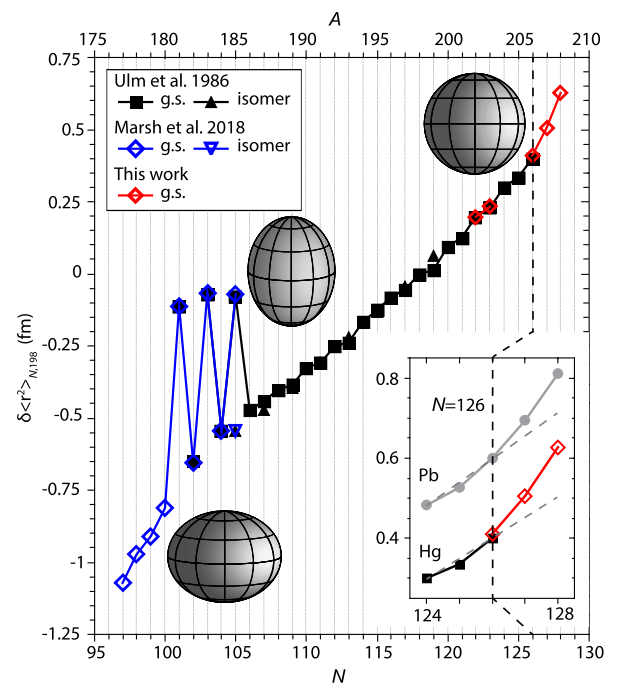 A
175 180 185 190 195 200 205 210
0.75
0.5
0.25
0
-0.25
-0.5
-0.75
-1
-1.25
δ<r²>N,198 (fm)
Ulm et al. 1986
g.s. isomer
Marsh et al. 2018
g.s. isomer
This work
g.s.
0.8
0.6
0.4
N=126
Pb
Hg
124 128
95 100 105 110 115 120 125 130
N